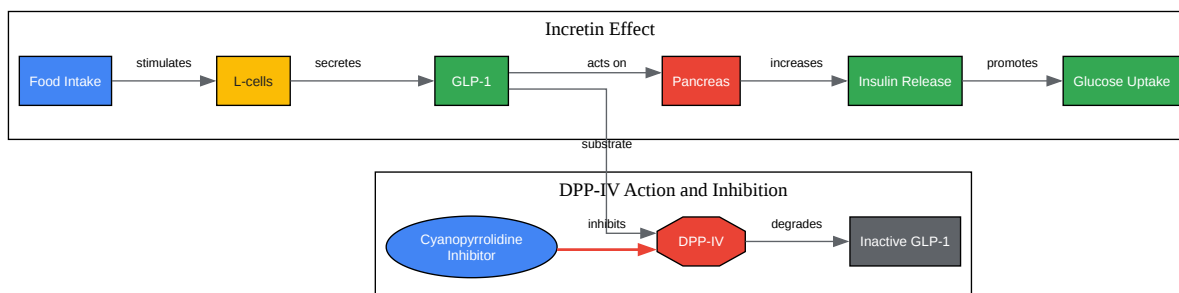 Incretin Effect
Food Intake
stimulates
L-cells
secretes
GLP-1
acts on
Pancreas
increases
Insulin Release
promotes
Glucose Uptake
substrate
DPP-IV Action and Inhibition
Cyanopyrrolidine
Inhibitor
inhibits
DPP-IV
degrades
Inactive GLP-1